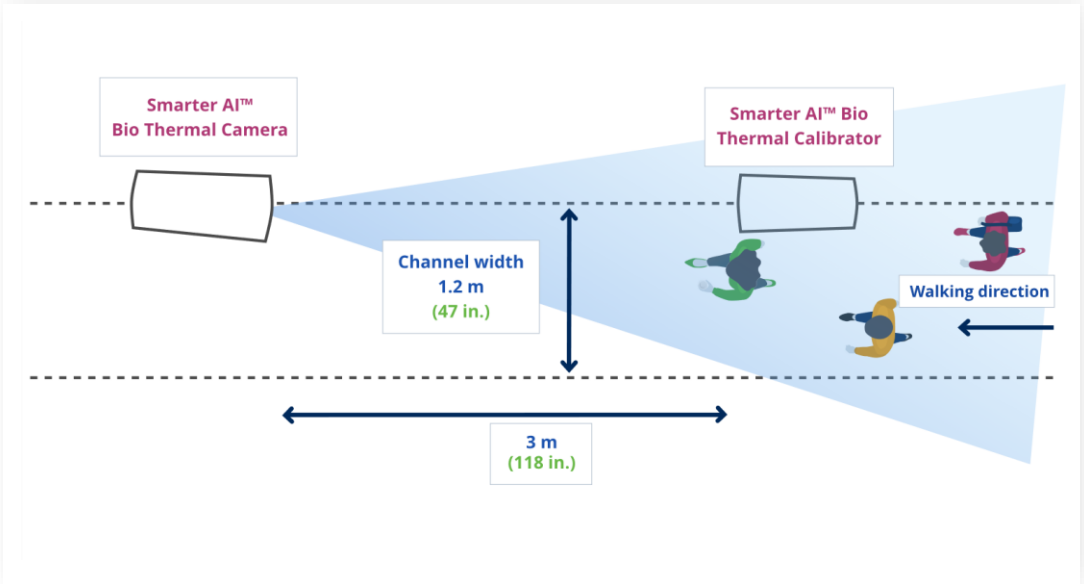 Smarter AI™
Bio Thermal Camera
Smarter AI™ Bio
Thermal Calibrator
Channel width
1.2 m
(47 in.)
Walking direction
3 m
(118 in.)